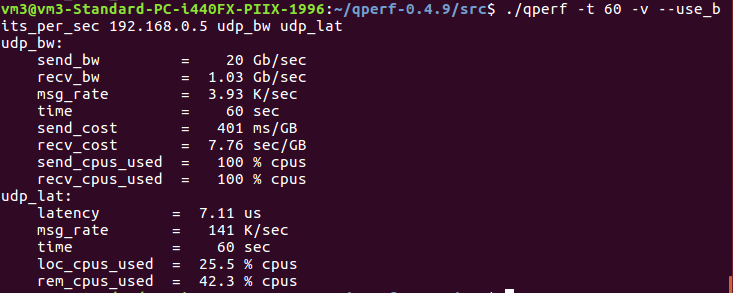 vm3@vm3-Standard-PC-i440FX-PIIX-1996:~/qperf-0.4.9/src$ ./qperf -t 60 -v --use_b
its_per_sec 192.168.0.5 udp_bw udp_lat
udp_bw:
    send_bw         =    20 Gb/sec
    recv_bw         =  1.03 Gb/sec
    msg_rate        =  3.93 K/sec
    time            =    60 sec
    send_cost       =   401 ms/GB
    recv_cost       =  7.76 sec/GB
    send_cpus_used  =   100 % cpus
    recv_cpus_used  =   100 % cpus
udp_lat:
    latency        =  7.11 us
    msg_rate       =   141 K/sec
    time           =    60 sec
    loc_cpus_used  =  25.5 % cpus
    rem_cpus_used  =  42.3 % cpus